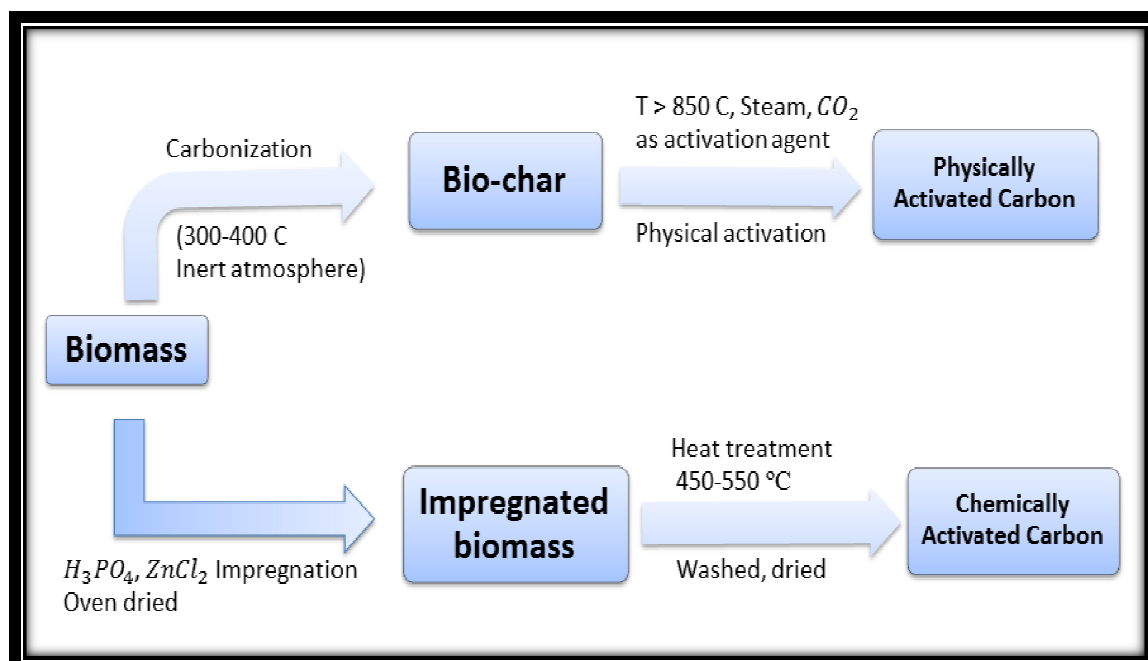 Carbonization
(300-400 C
Inert atmosphere)
Bio-char
T > 850 C, Steam, CO₂
as activation agent
Physical activation
Physically
Activated Carbon
Biomass
H₃PO₄, ZnCl₂ Impregnation
Oven dried
Impregnated
biomass
Heat treatment
450-550 °C
Washed, dried
Chemically
Activated Carbon